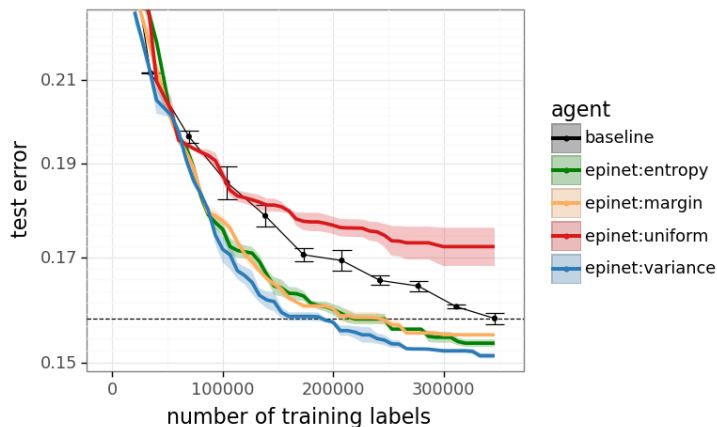 0.21
0.19
0.17
0.15
test error
0
100000
200000
300000
number of training labels
agent
baseline
epinet:entropy
epinet:margin
epinet:uniform
epinet:variance